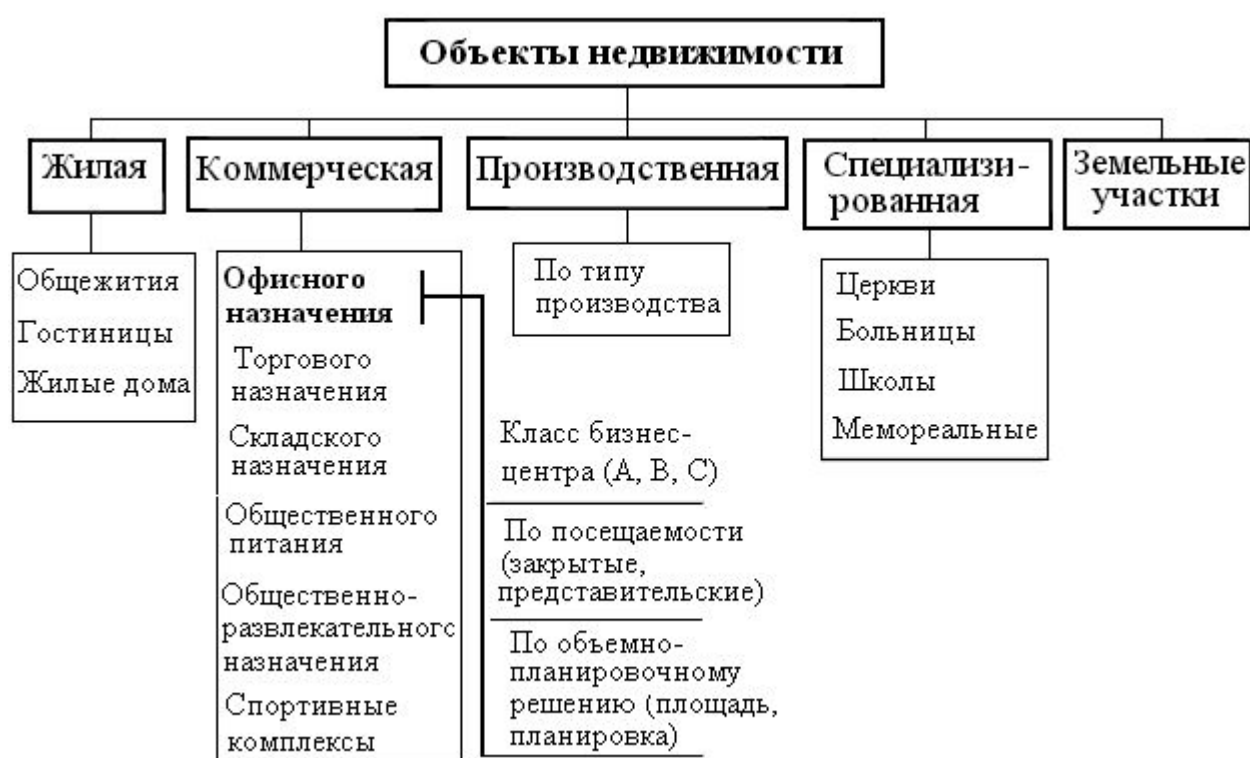 Объекты недвижимости
Жилая
Коммерческая
Производственная
Специализи-
рованная
Земельные
участки
Общежития
Гостиницы
Жилые дома
Офисного
назначения
Торгового
назначения
Складского
назначения
Общественного
питания
Общественно-
развлекательного
назначения
Спортивные
комплексы
Класс бизнес-
центра (А, В, С)
По посещаемости
(закрытые,
представительские)
По объемно-
планировочному
решению (площадь,
планировка)
По типу
производства
Церкви
Больницы
Школы
Мемореальные